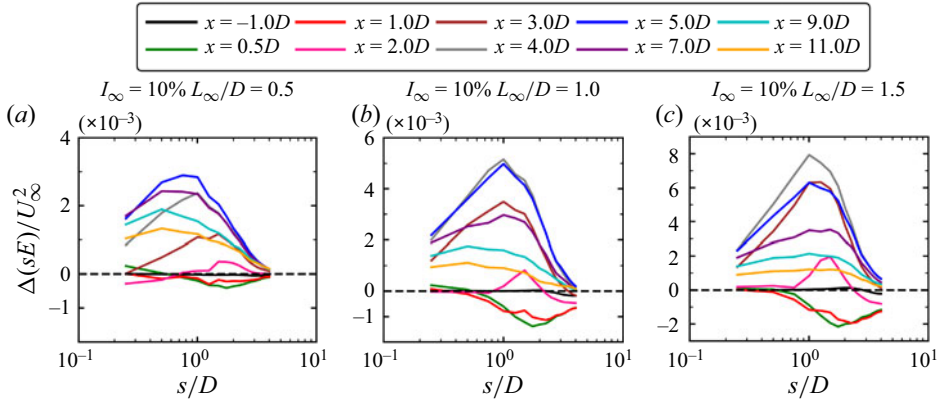 x = –1.0D x = 1.0D x = 3.0D x = 5.0D x = 9.0D
x = 0.5D x = 2.0D x = 4.0D x = 7.0D x = 11.0D
I∞ = 10% L∞/D = 0.5 I∞ = 10% L∞/D = 1.0 I∞ = 10% L∞/D = 1.5
(a) (×10⁻³) (b) (×10⁻³) (c) (×10⁻³)
4 6 8
6
4
2 4
2
2
0 0 0
−1 −1 −2
10⁻¹ 10⁰ 10¹ 10⁻¹ 10⁰ 10¹ 10⁻¹ 10⁰ 10¹
s/D s/D s/D
Δ(sE)/U²∞